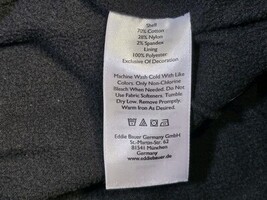 Shell
70% Cotton
28% Nylon
2% Spandex
Lining
100% Polyester
Exclusive Of Decoration
Machine Wash Cold With Like
Colors. Only Non-Chlorine
Bleach When Needed. Do Not
Use Fabric Softeners. Tumble
Dry Low. Remove Promptly.
Warm Iron As Desired.
Eddie Bauer Germany GmbH
St.-Martin-Str. 62
81541 München
Germany
www.eddiebauer.de